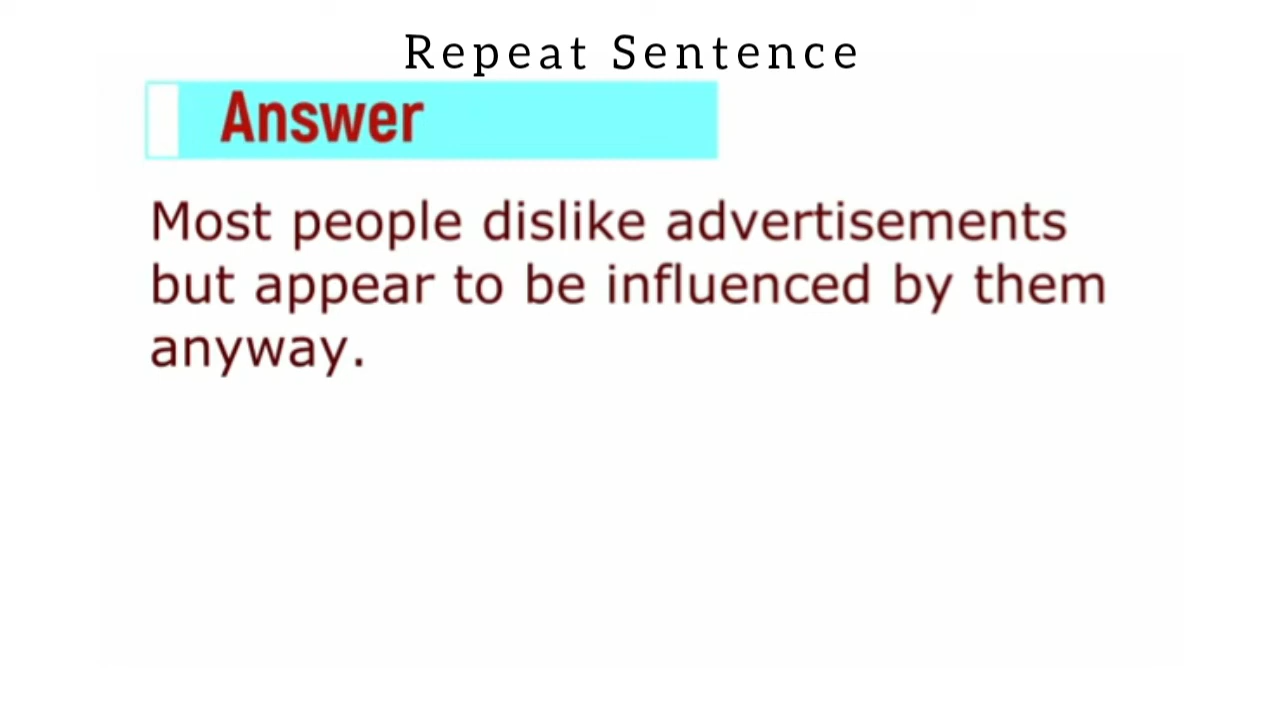 Repeat Sentence
Answer
Most people dislike advertisements
but appear to be influenced by them
anyway.